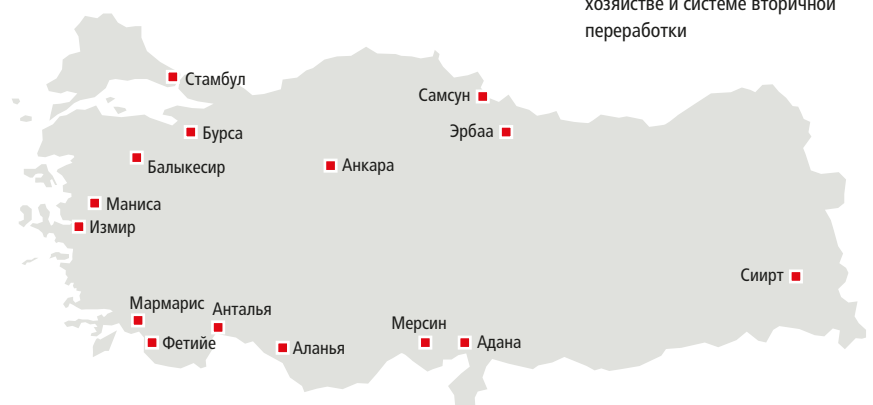 хозяйстве и системе вторичной
переработки
Стамбул
Самсун
Бурса
Эрбаа
Балыкесир
Анкара
Маниса
Измир
Сиирт
Мармарис
Анталья
Мерсин
Фетийе
Аланья
Адана